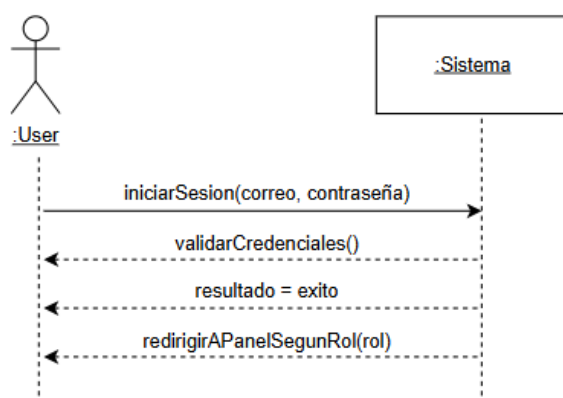 :Sistema
:User
iniciarSesion(correo, contraseña)
validarCredenciales()
resultado = exito
redirigirAPanelSegunRol(rol)